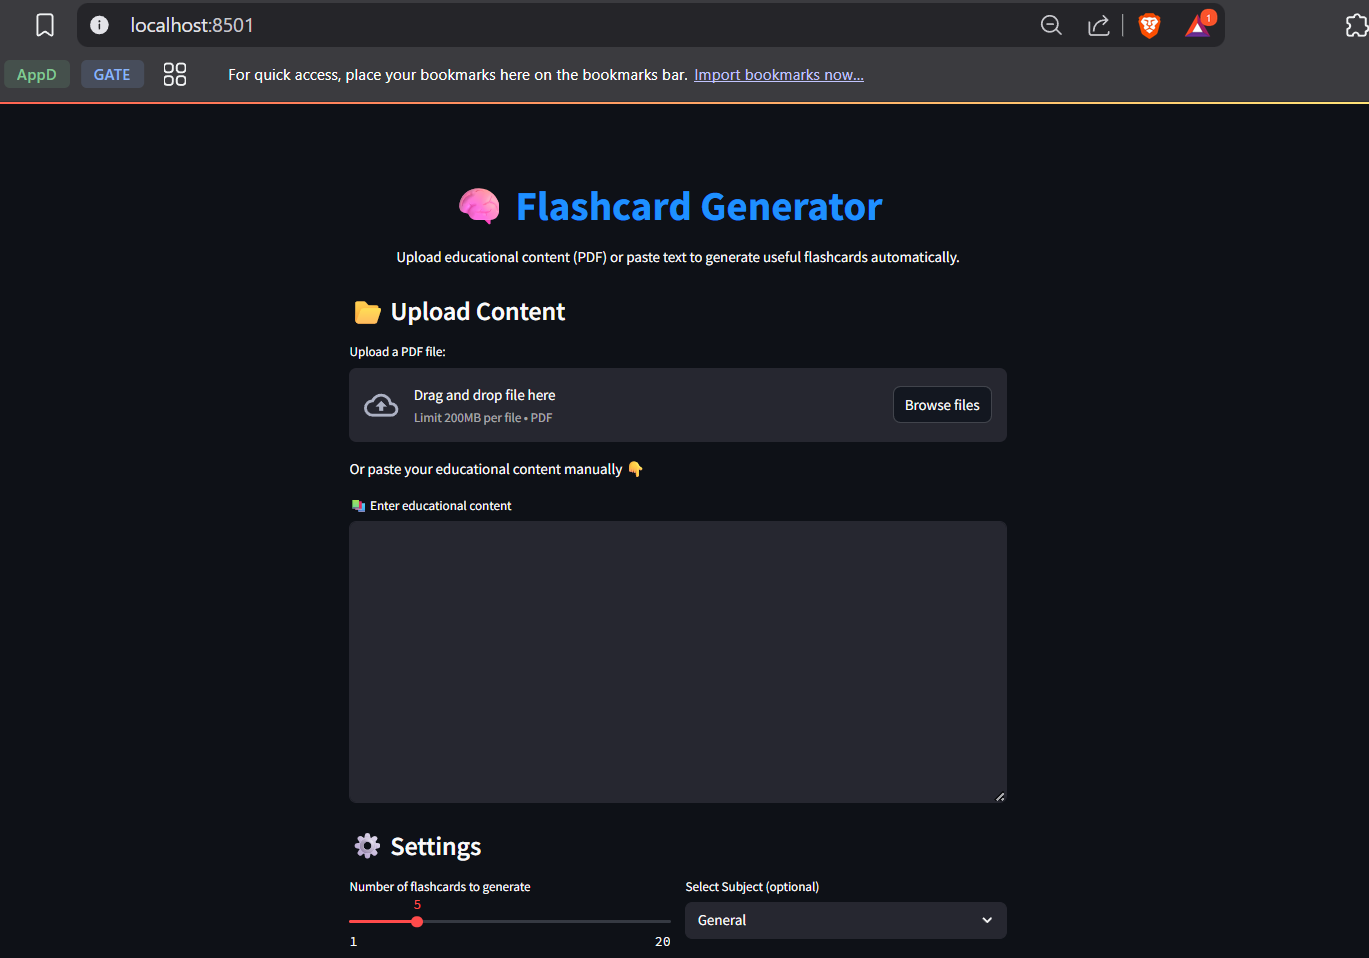 localhost:8501
1
AppD GATE For quick access, place your bookmarks here on the bookmarks bar. Import bookmarks now...
Flashcard Generator
Upload educational content (PDF) or paste text to generate useful flashcards automatically.
Upload Content
Upload a PDF file:
Drag and drop file here
Limit 200MB per file • PDF
Browse files
Or paste your educational content manually 👇
Enter educational content
Settings
Number of flashcards to generate
5
1 20
Select Subject (optional)
General